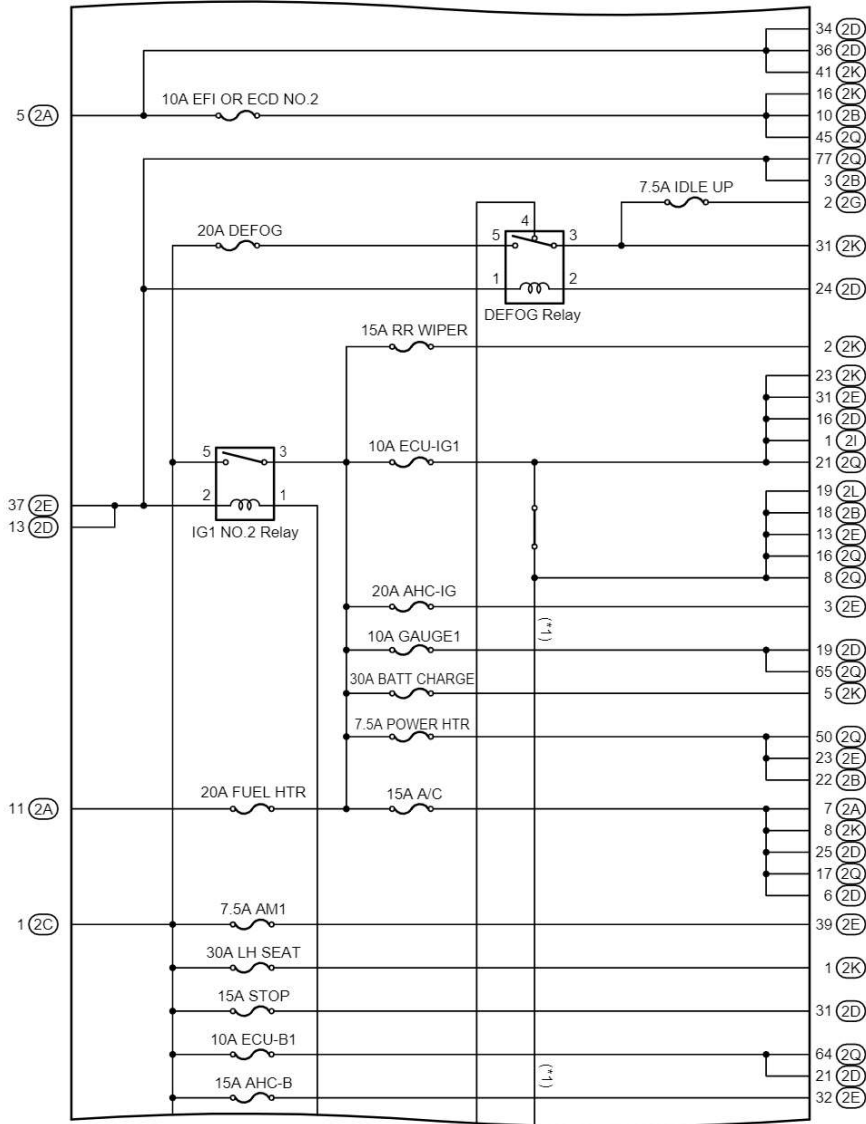 34 2D
36 2D
41 2K
10A EFI OR ECD NO.2
16 2K
5 2A
10 2B
45 2Q
77 2Q
3 2B
7.5A IDLE UP
2 2G
4
20A DEFOG
5 3
31 2K
1 2
24 2D
DEFOG Relay
15A RR WIPER
2 2K
23 2K
31 2E
16 2D
10A ECU-IG1
1 2I
5 3
21 2Q
19 2L
2 1
37 2E
18 2B
13 2D
IG1 NO.2 Relay
13 2E
16 2Q
8 2Q
20A AHC-IG
3 2E
(*1)
10A GAUGE1
19 2D
65 2Q
30A BATT CHARGE
5 2K
7.5A POWER HTR
50 2Q
23 2E
22 2B
20A FUEL HTR
15A A/C
11 2A
7 2A
8 2K
25 2D
17 2Q
6 2D
7.5A AM1
1 2C
39 2E
30A LH SEAT
1 2K
15A STOP
31 2D
10A ECU-B1
64 2Q
(*1)
21 2D
15A AHC-B
32 2E